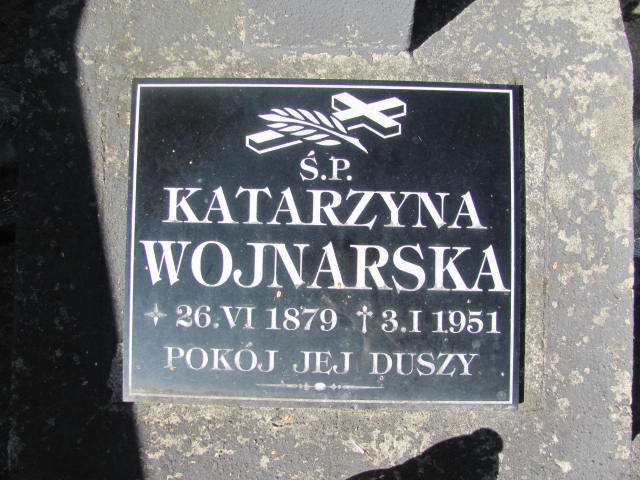 Ś.P.
KATARZYNA
WOJNARSKA
✧ 26.VI 1879 † 3.I 1951
POKÓJ JEJ DUSZY